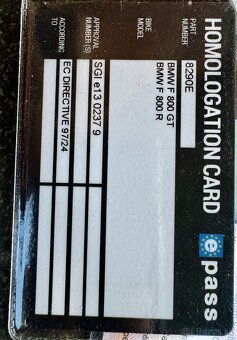 HOMOLOGATION CARD
e pass
PART NUMBER
8290E
BIKE MODEL
BMW F 800 GT
BMW F 800 R
APPROVAL NUMBER(S)
SGI e13 0237 9
ACCORDING TO
EC DIRECTIVE 97/24